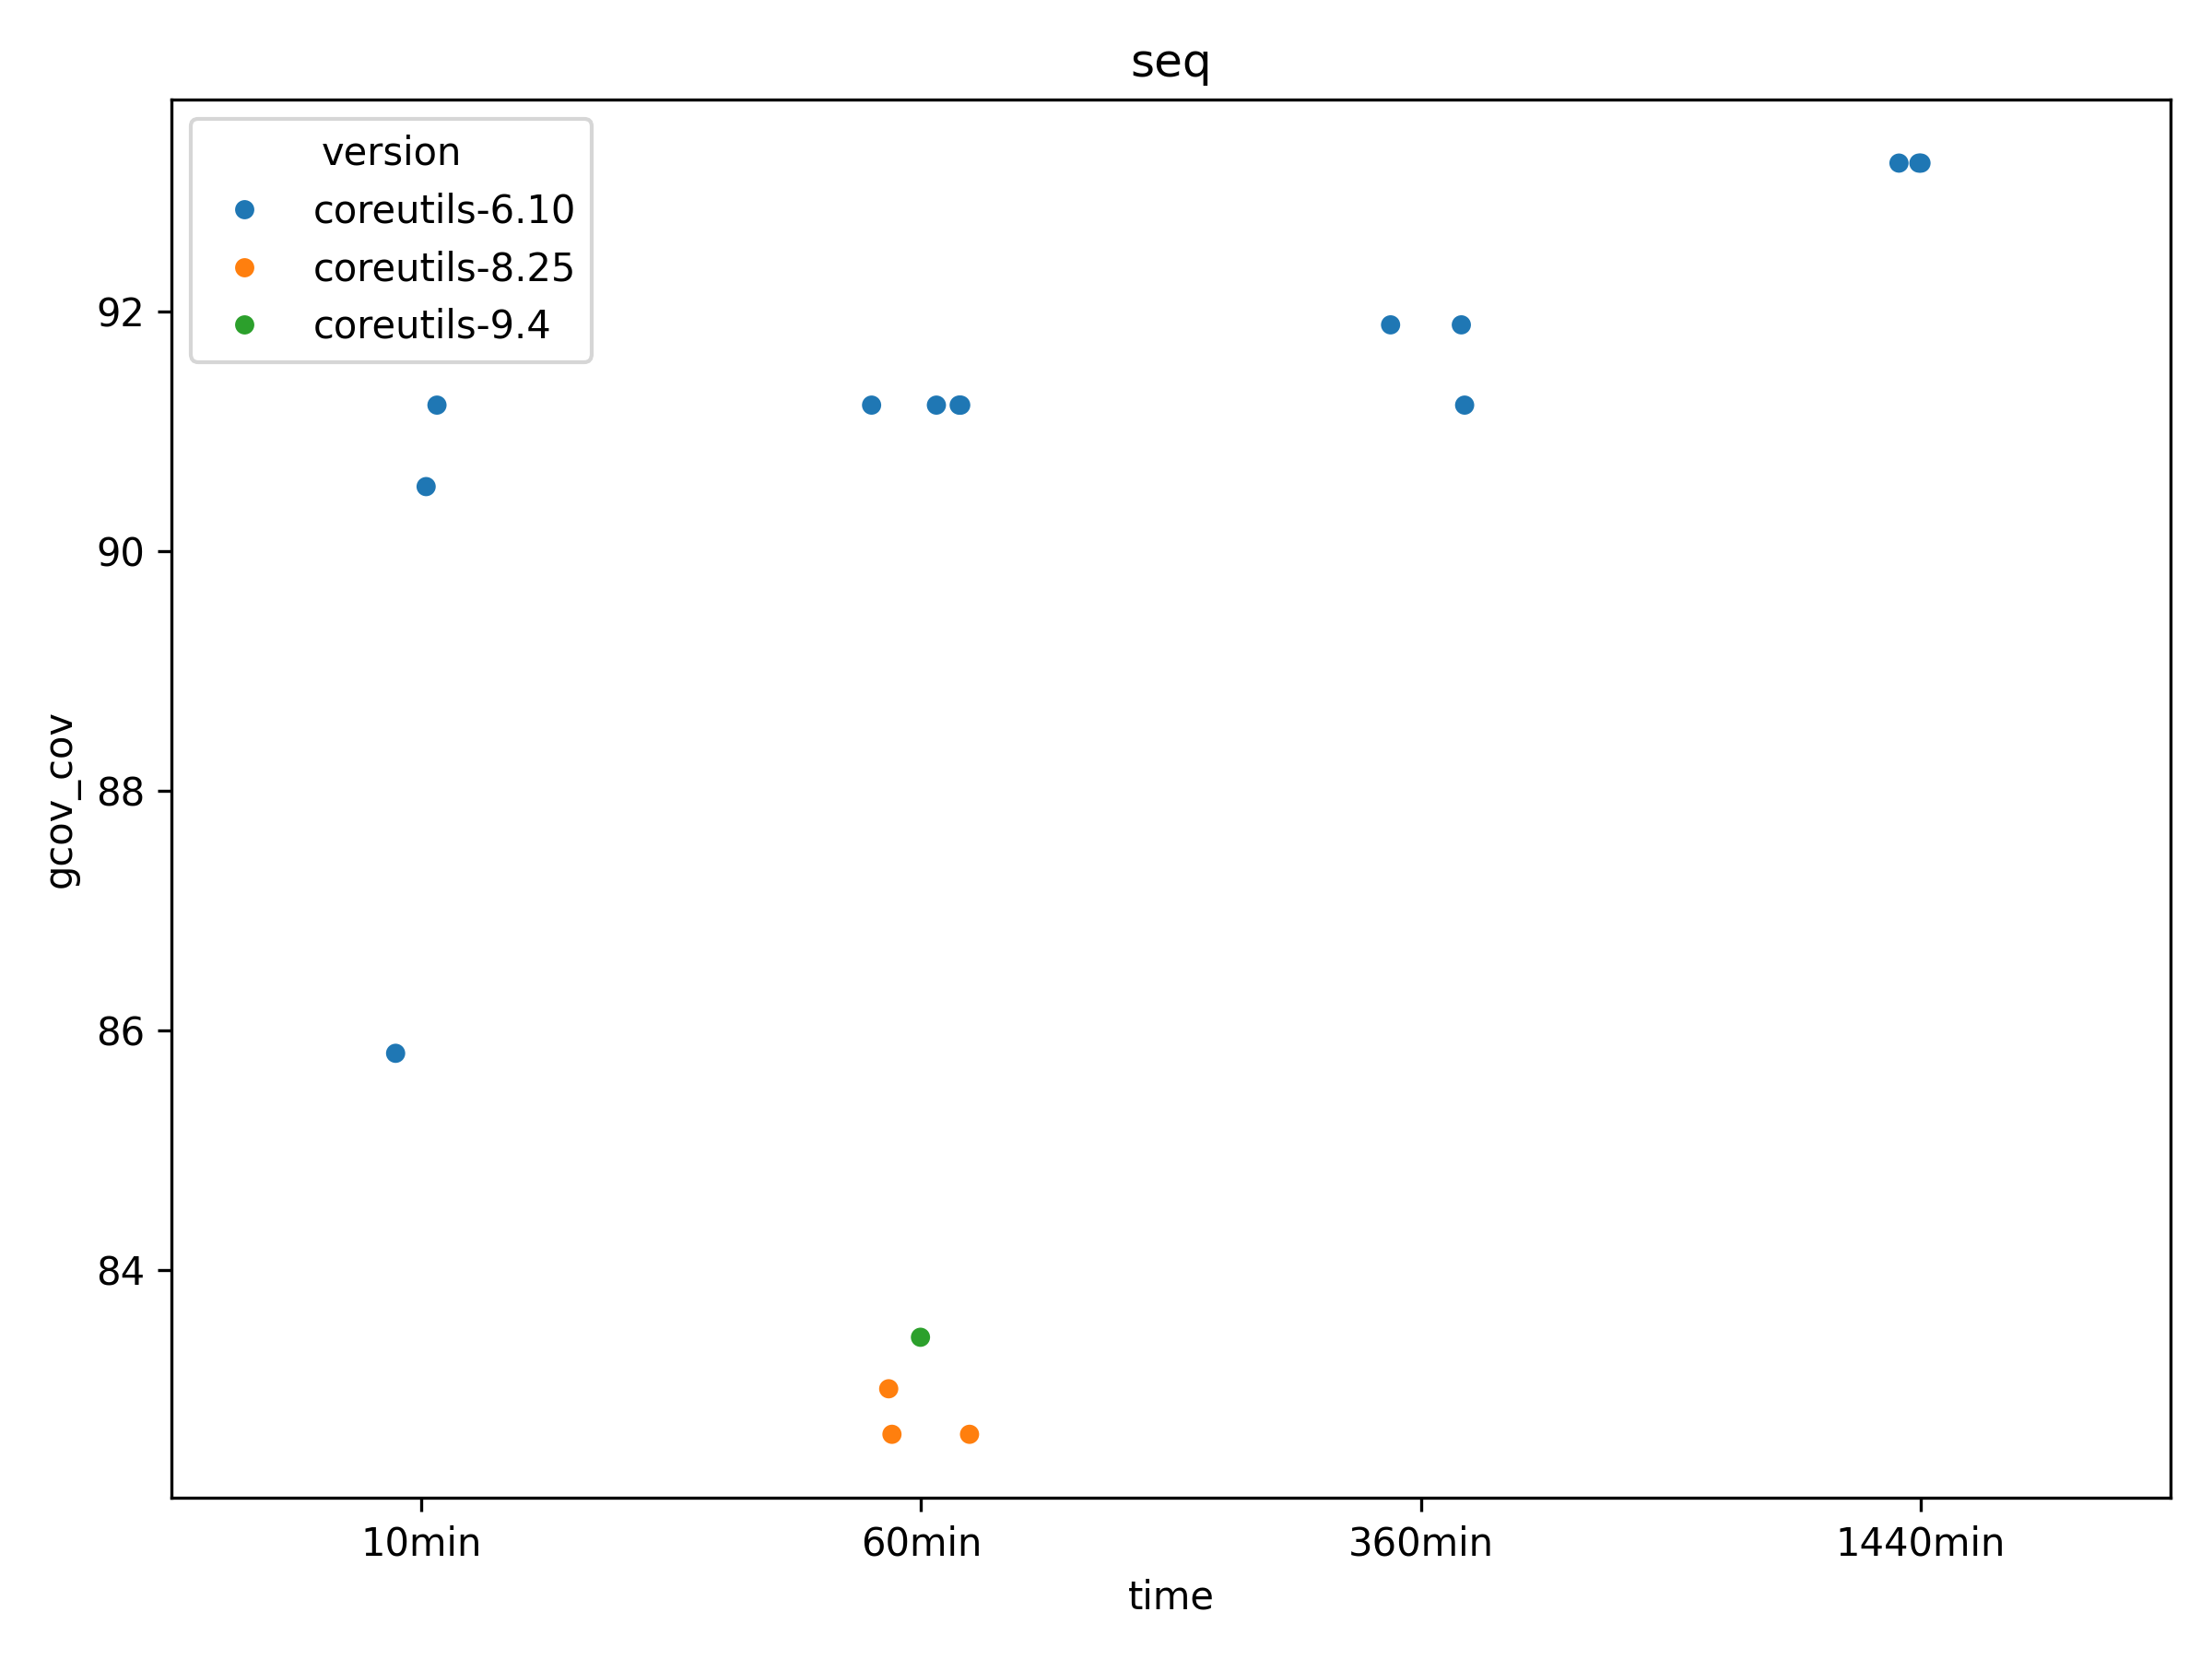 seq
version
coreutils-6.10
coreutils-8.25
coreutils-9.4
gcov_cov
92
90
88
86
84
10min 60min 360min 1440min
time